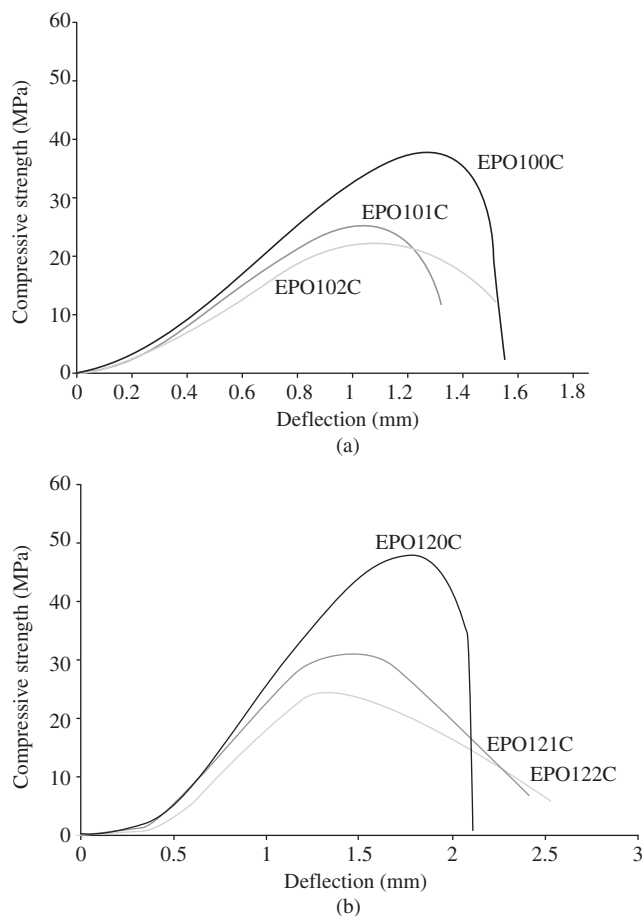 60
50
Compressive strength (MPa)
40
EPO100C
30
EPO101C
20
EPO102C
10
0
0 0.2 0.4 0.6 0.8 1 1.2 1.4 1.6 1.8
Deflection (mm)
(a)
60
50
EPO120C
Compressive strength (MPa)
40
30
20
EPO121C
EPO122C
10
0
0 0.5 1 1.5 2 2.5 3
Deflection (mm)
(b)